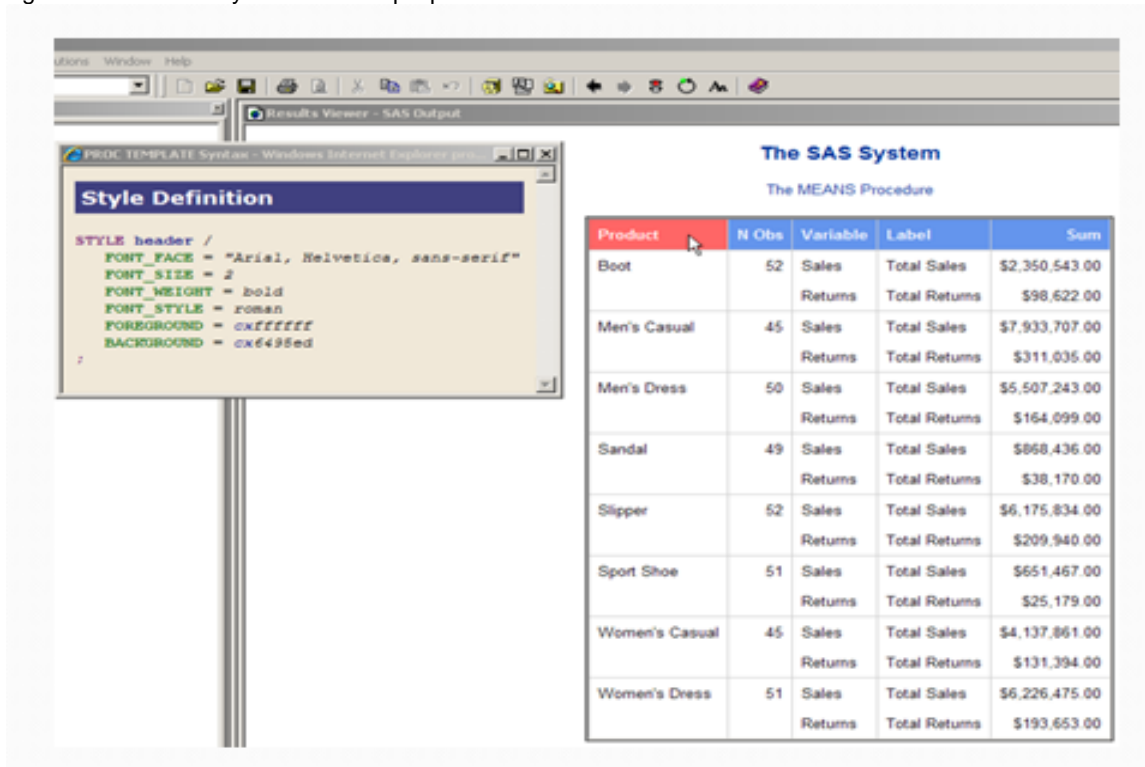 Window Help
Results Viewer - SAS Output
PROC TEMPLATE Syntax - Windows Internet Explorer pro...
Style Definition
STYLE header /
FONT_FACE = "Arial, Helvetica, sans-serif"
FONT_SIZE = 2
FONT_WEIGHT = bold
FONT_STYLE = roman
FOREGROUND = cxffffff
BACKGROUND = cx6495ed
;
The SAS System
The MEANS Procedure
Product N Obs Variable Label Sum
Boot 52 Sales Total Sales $2,350,543.00
Returns Total Returns $98,622.00
Men's Casual 45 Sales Total Sales $7,933,707.00
Returns Total Returns $311,035.00
Men's Dress 50 Sales Total Sales $5,507,243.00
Returns Total Returns $164,099.00
Sandal 49 Sales Total Sales $868,436.00
Returns Total Returns $38,170.00
Slipper 52 Sales Total Sales $6,175,834.00
Returns Total Returns $209,940.00
Sport Shoe 51 Sales Total Sales $651,467.00
Returns Total Returns $25,179.00
Women's Casual 45 Sales Total Sales $4,137,861.00
Returns Total Returns $131,394.00
Women's Dress 51 Sales Total Sales $6,226,475.00
Returns Total Returns $193,653.00